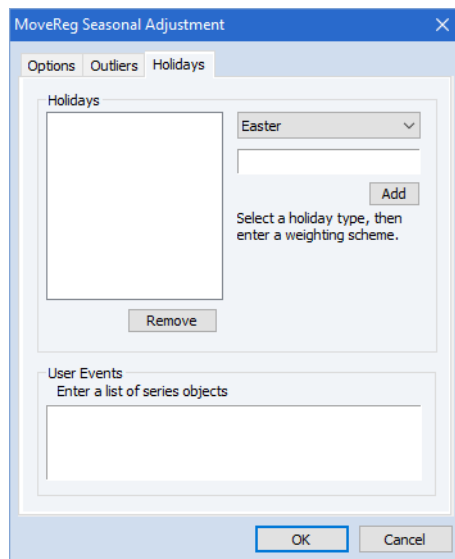 MoveReg Seasonal Adjustment
Options Outliers Holidays
Holidays
Easter
Add
Select a holiday type, then
enter a weighting scheme.
Remove
User Events
Enter a list of series objects
OK Cancel